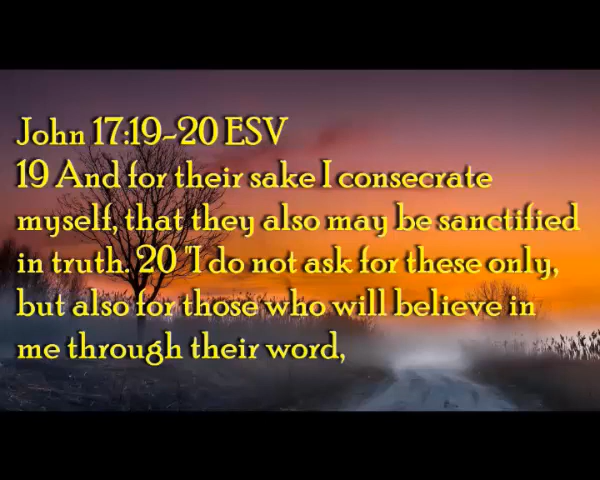 John 17:19-20 ESV
19 And for their sake I consecrate
myself, that they also may be sanctified
in truth. 20 "I do not ask for these only,
but also for those who will believe in
me through their word,